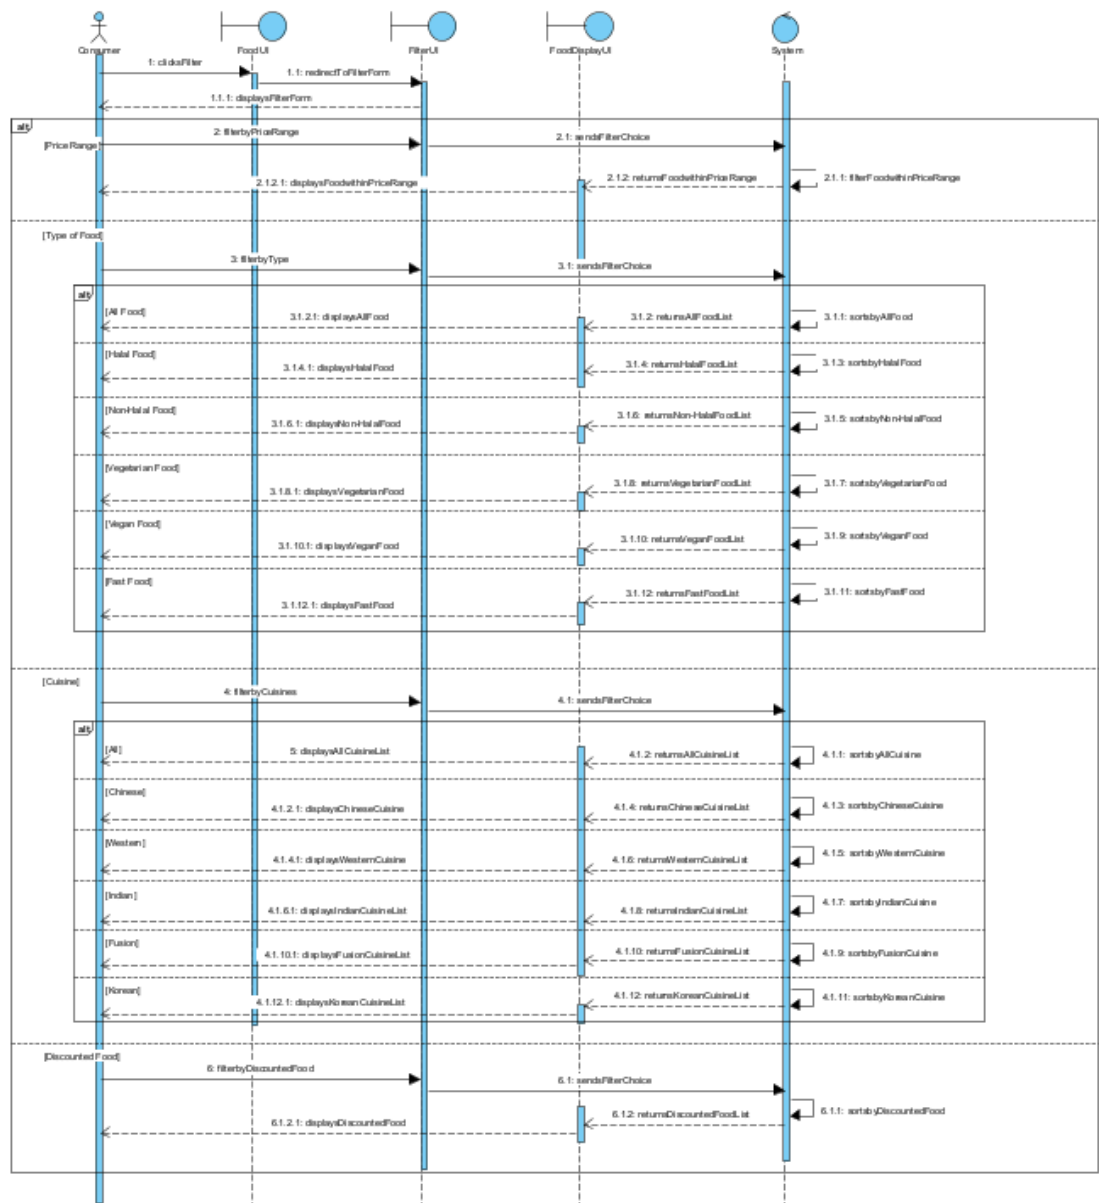 Consumer
FoodUI
FilterUI
FoodDisplayUI
System
1: clicksFilter
1.1: redirectToFilterForm
1.1.1: displaysFilterForm
alt
[Price Range]
2: filterbyPriceRange
2.1: sendsFilterChoice
2.1.2.1: displaysFoodwithinPriceRange
2.1.2: returnsFoodwithinPriceRange
2.1.1: filterFoodwithinPriceRange
[Type of Food]
3: filterbyType
3.1: sendsFilterChoice
alt
[All Food]
3.1.2.1: displaysAllFood
3.1.2: returnsAllFoodList
3.1.1: sortsbyAllFood
[Halal Food]
3.1.4.1: displaysHalalFood
3.1.4: returnsHalalFoodList
3.1.3: sortsbyHalalFood
[Non-Halal Food]
3.1.6.1: displaysNon-HalalFood
3.1.6: returnsNon-HalalFoodList
3.1.5: sortsbyNon-HalalFood
[Vegetarian Food]
3.1.8.1: displaysVegetarianFood
3.1.8: returnsVegetarianFoodList
3.1.7: sortsbyVegetarianFood
[Vegan Food]
3.1.10.1: displaysVeganFood
3.1.10: returnsVeganFoodList
3.1.9: sortsbyVeganFood
[Fast Food]
3.1.12.1: displaysFastFood
3.1.12: returnsFastFoodList
3.1.11: sortsbyFastFood
[Cuisine]
4: filterbyCuisines
4.1: sendsFilterChoice
alt
[All]
5: displaysAllCuisineList
4.1.2: returnsAllCuisineList
4.1.1: sortsbyAllCuisine
[Chinese]
4.1.2.1: displaysChineseCuisine
4.1.4: returnsChineseCuisineList
4.1.3: sortsbyChineseCuisine
[Western]
4.1.4.1: displaysWesternCuisine
4.1.6: returnsWesternCuisineList
4.1.5: sortsbyWesternCuisine
[Indian]
4.1.6.1: displaysIndianCuisineList
4.1.8: returnsIndianCuisineList
4.1.7: sortsbyIndianCuisine
[Fusion]
4.1.10.1: displaysFusionCuisineList
4.1.10: returnsFusionCuisineList
4.1.9: sortsbyFusionCuisine
[Korean]
4.1.12.1: displaysKoreanCuisineList
4.1.12: returnsKoreanCuisineList
4.1.11: sortsbyKoreanCuisine
[Discounted Food]
6: filterbyDiscountedFood
6.1: sendsFilterChoice
6.1.2.1: displaysDiscountedFood
6.1.2: returnsDiscountedFoodList
6.1.1: sortsbyDiscountedFood